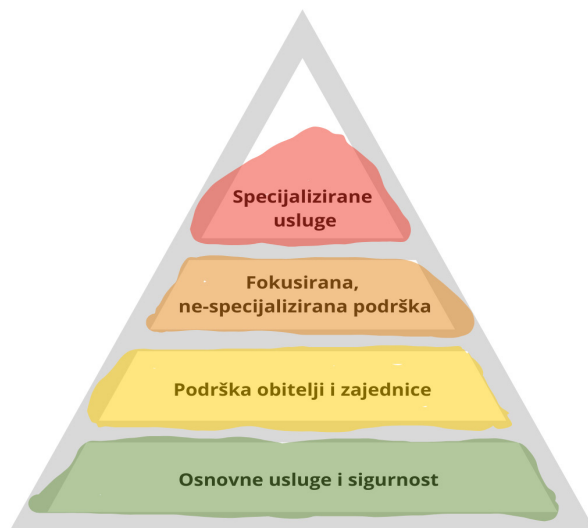 Specijalizirane
usluge
Fokusirana,
ne-specijalizirana podrška
Podrška obitelji i zajednice
Osnovne usluge i sigurnost